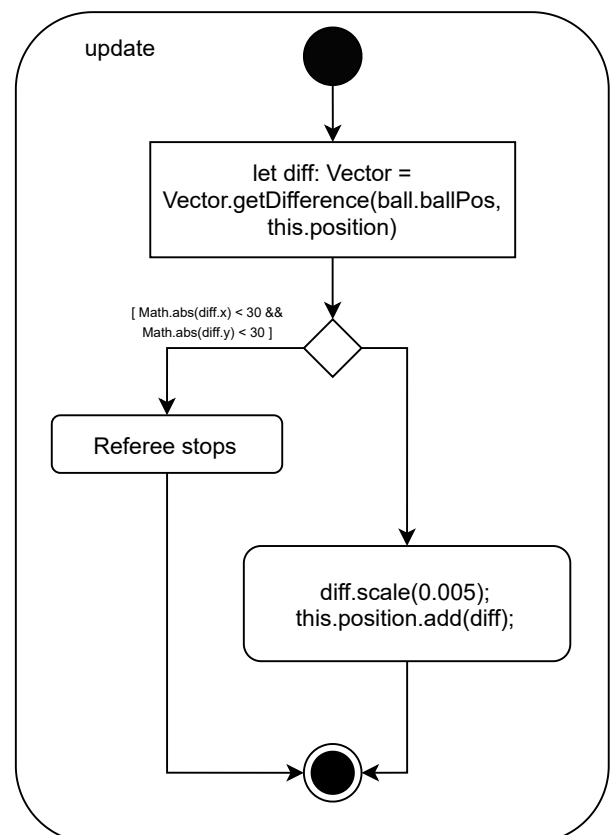 update
let diff: Vector =
Vector.getDifference(ball.ballPos,
this.position)
[ Math.abs(diff.x) < 30 &&
Math.abs(diff.y) < 30 ]
Referee stops
diff.scale(0.005);
this.position.add(diff);